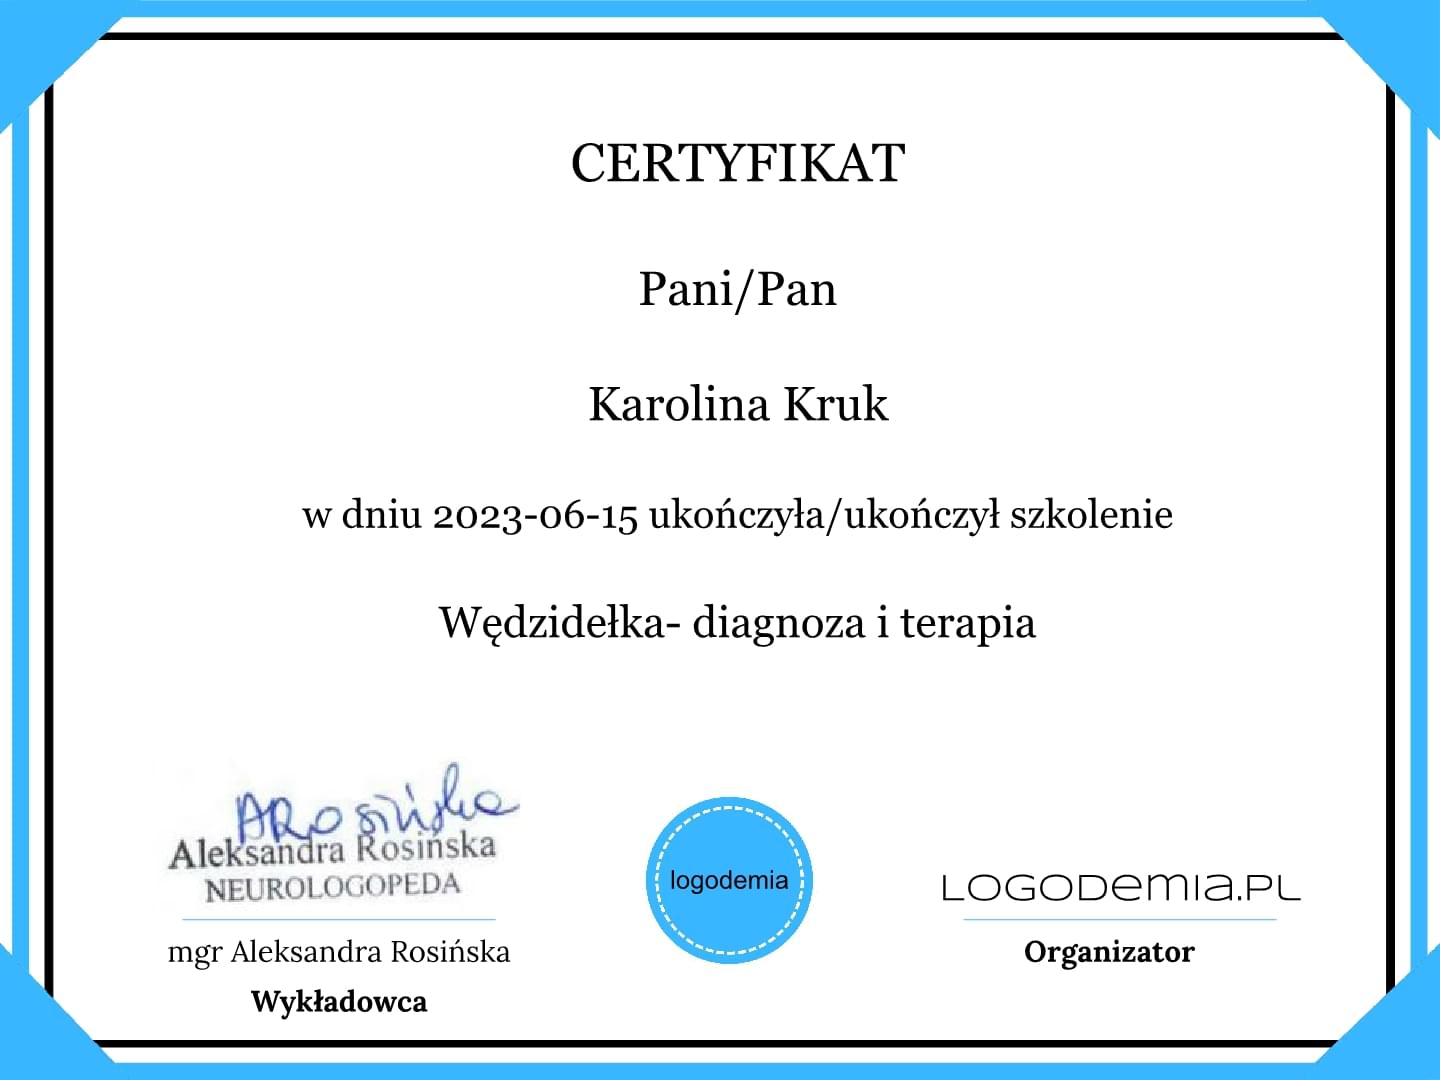 CERTYFIKAT
Pani/Pan
Karolina Kruk
w dniu 2023-06-15 ukończyła/ukończył szkolenie
Wędzidełka- diagnoza i terapia
ARosińska
Aleksandra Rosińska
NEUROLOGOPEDA
mgr Aleksandra Rosińska
Wykładowca
logodemia
LOGODemia.PL
Organizator